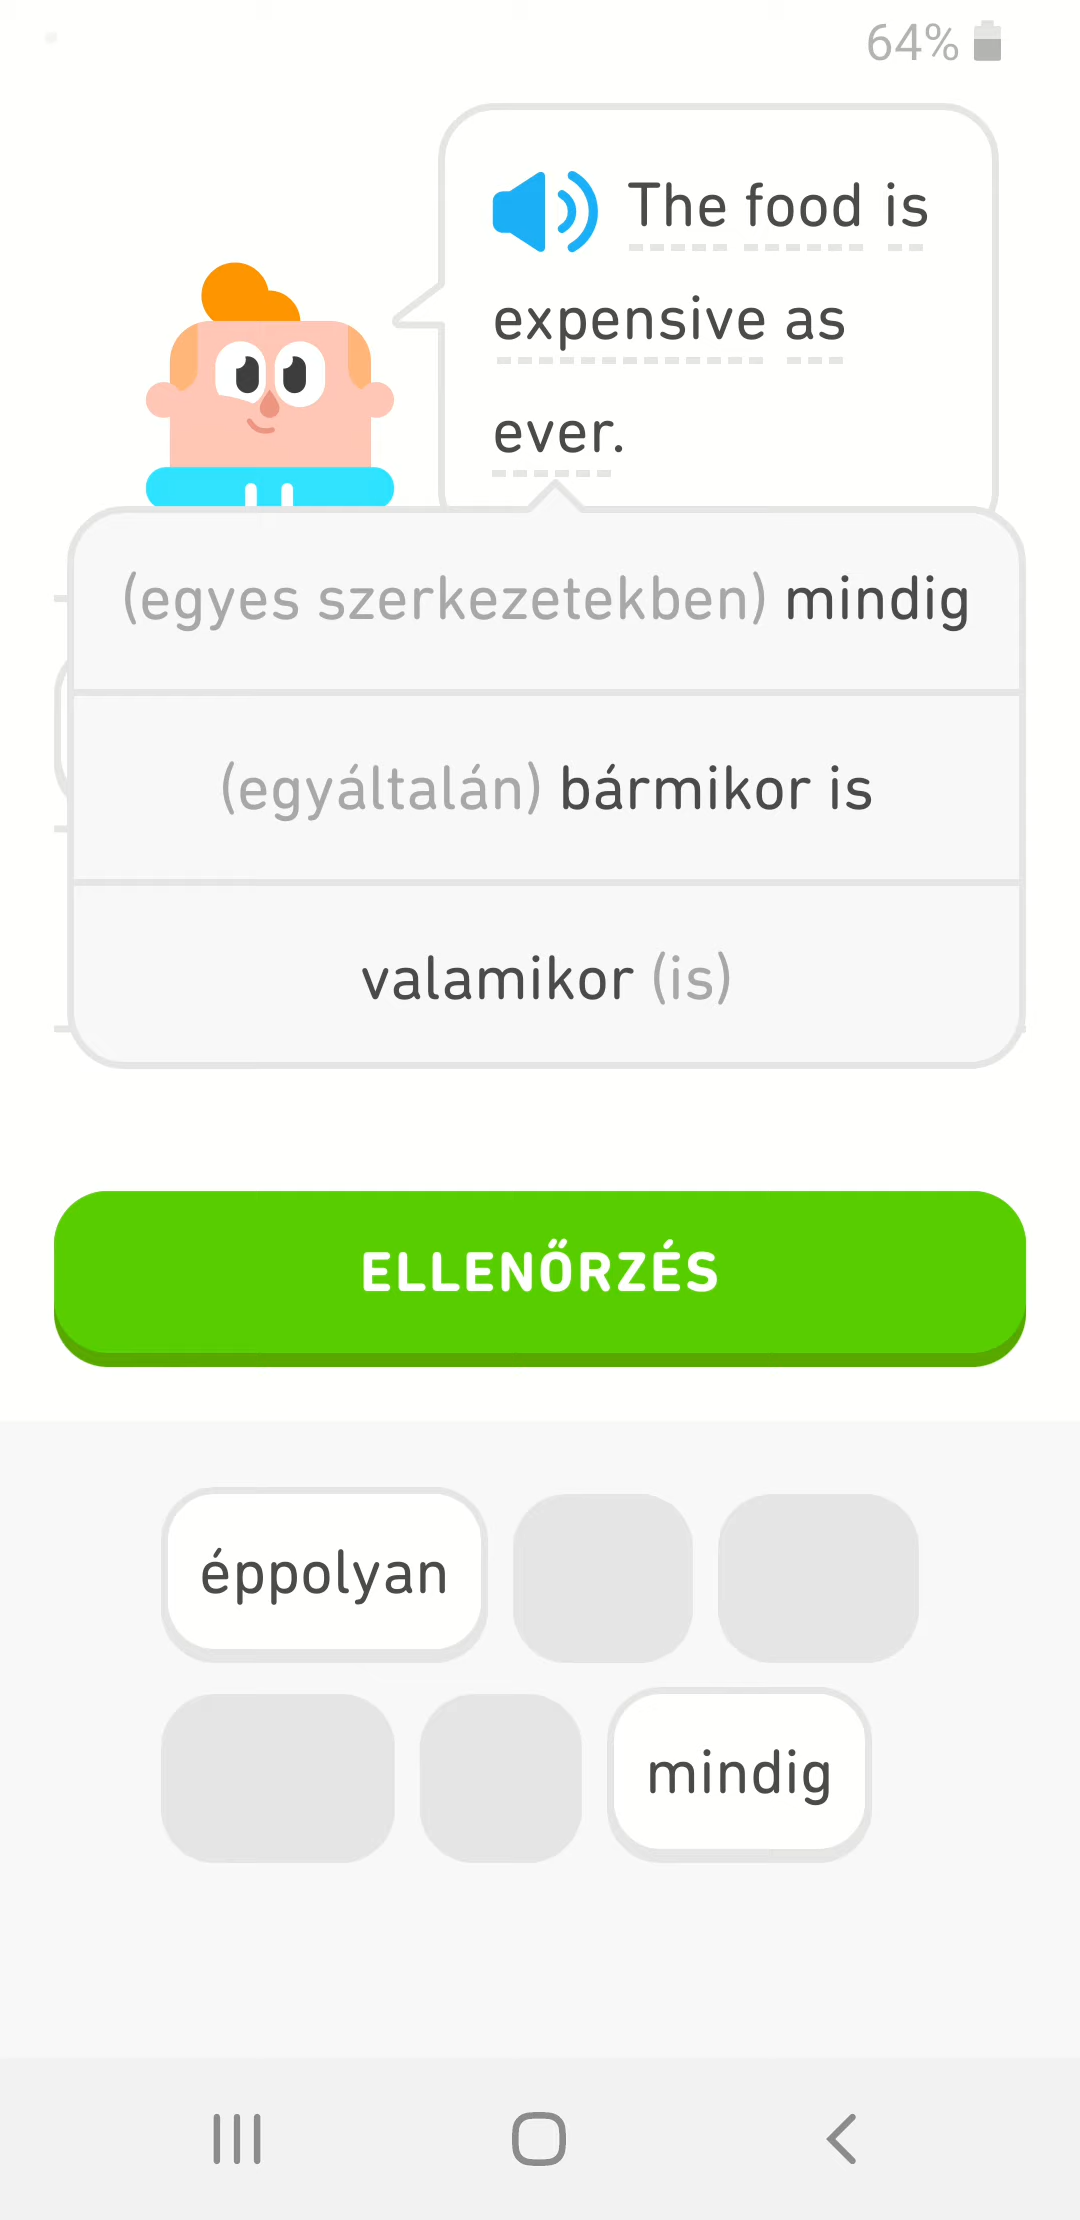 64%
The food is
expensive as
ever.
(egyes szerkezetekben) mindig
(egyáltalán) bármikor is
valamikor (is)
ELLENŐRZÉS
éppolyan
mindig